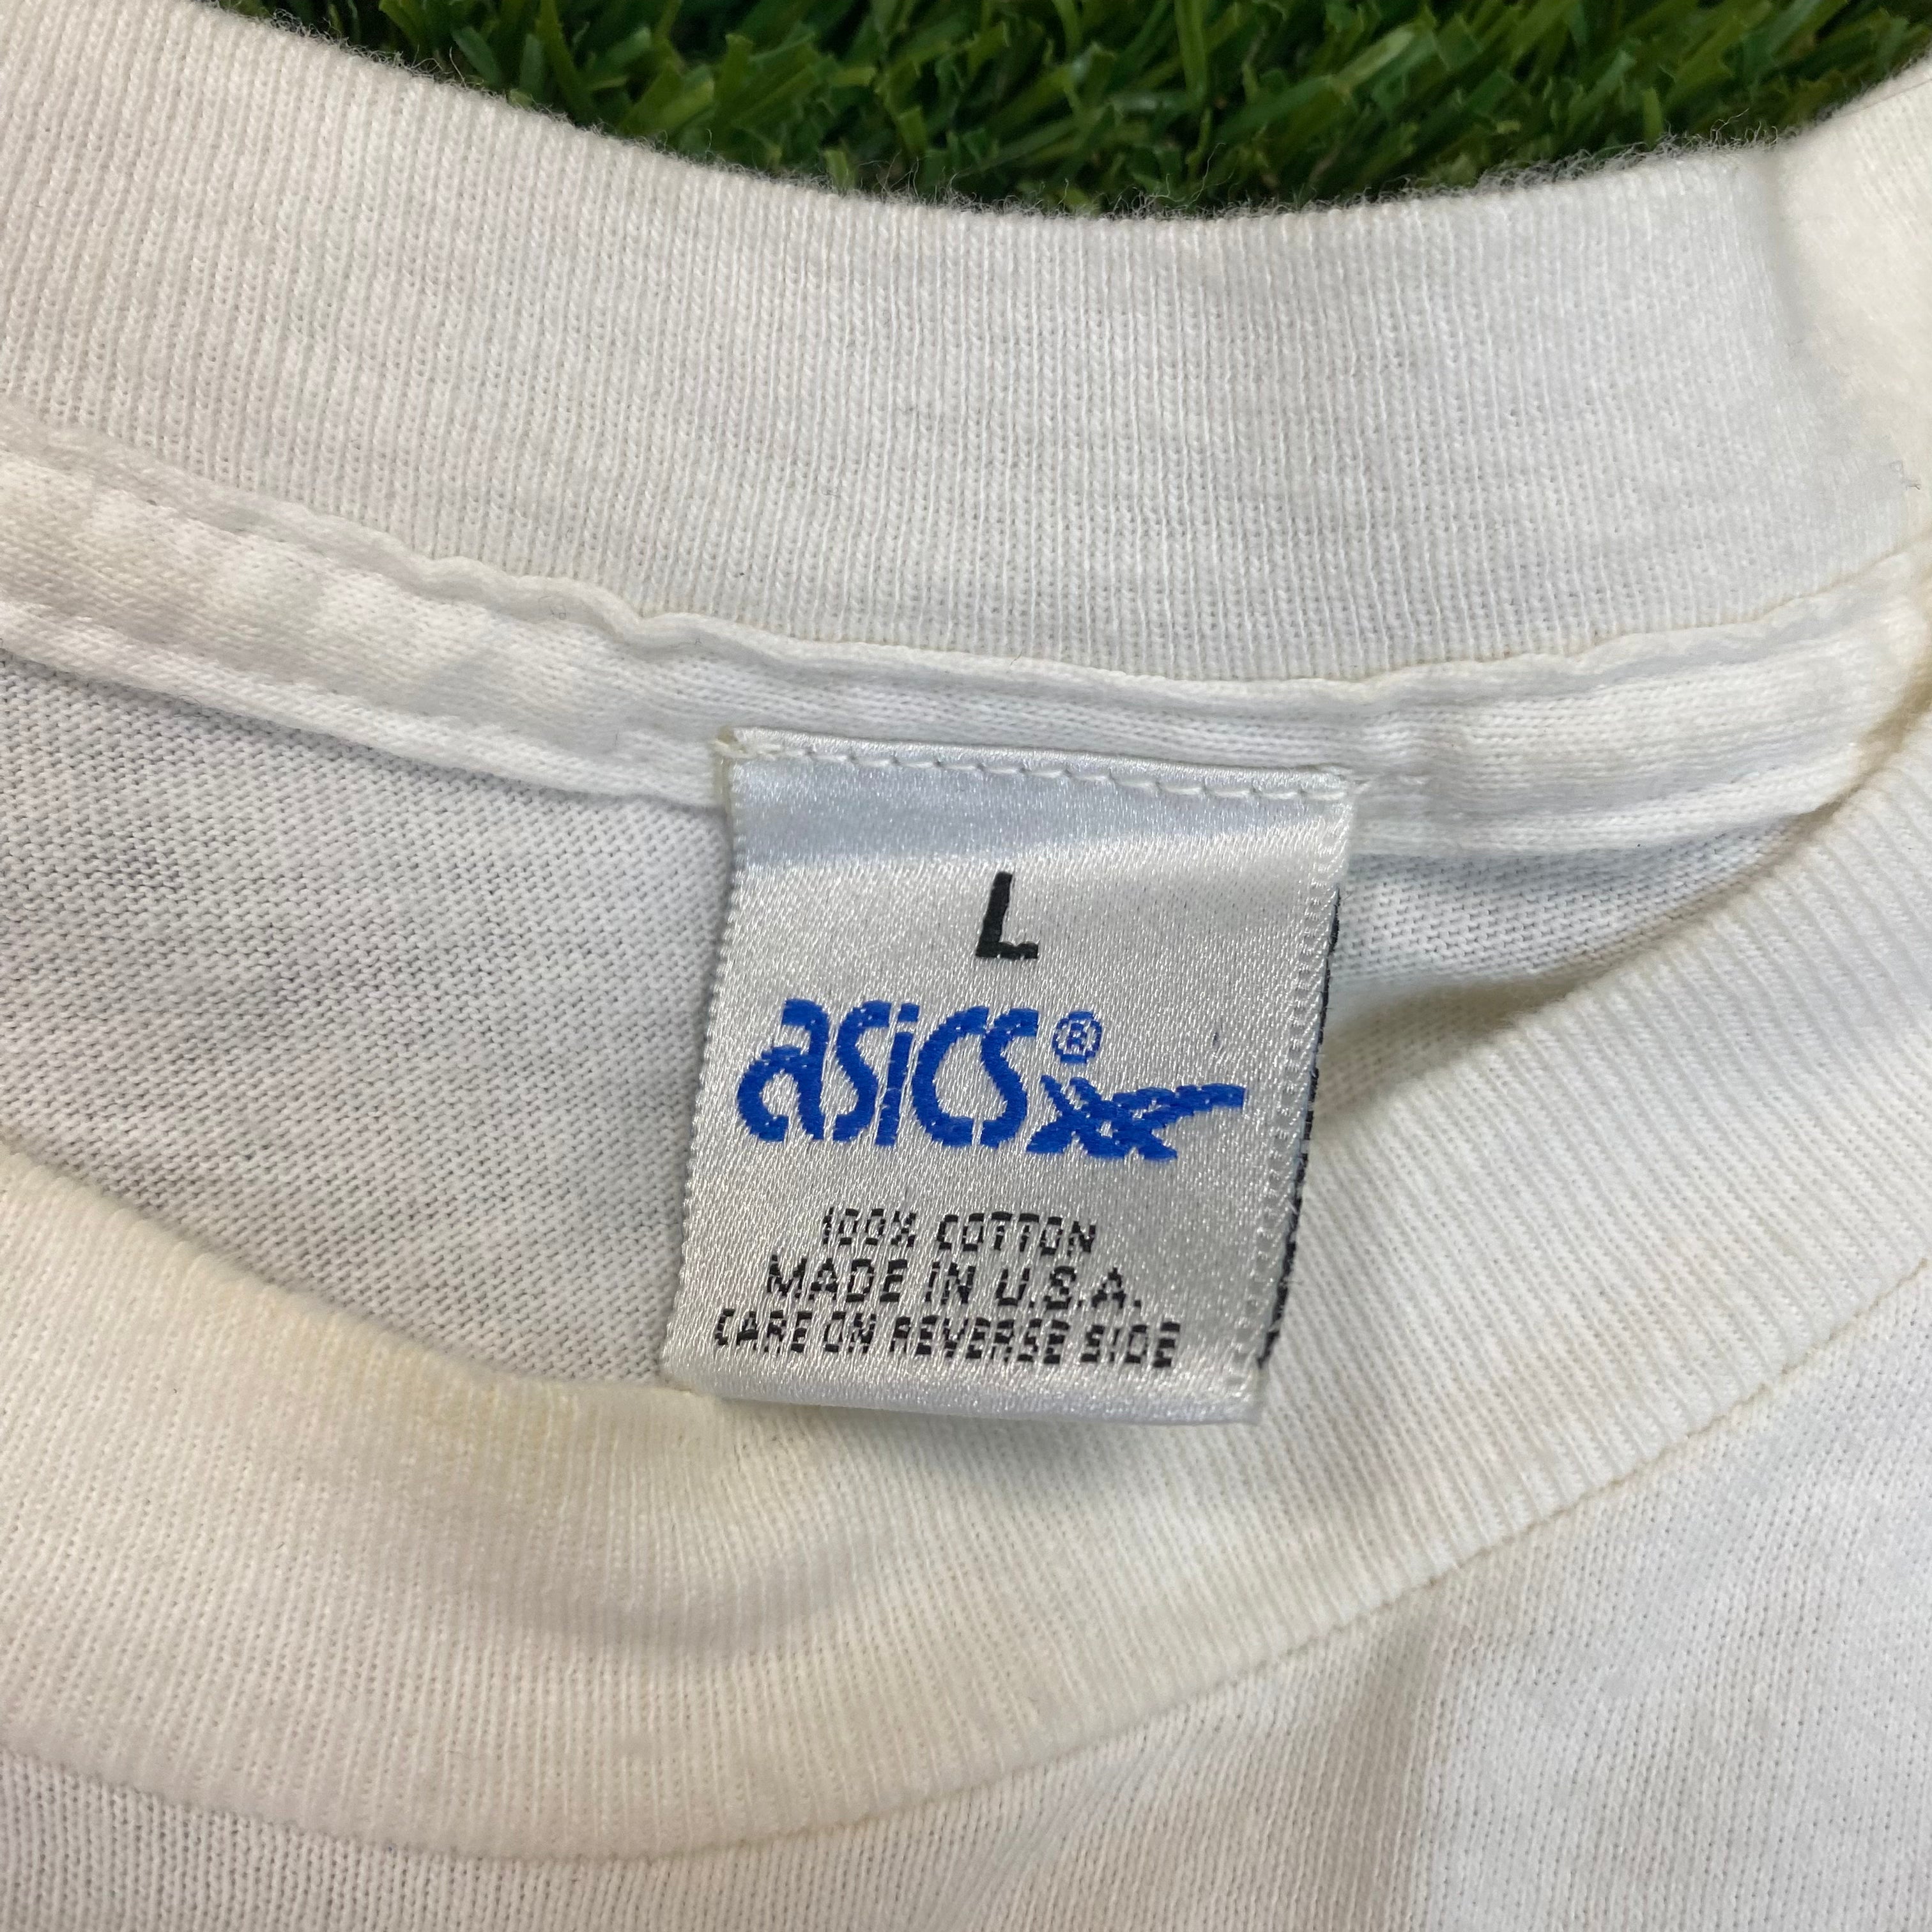 L
asics®
100% COTTON
MADE IN U.S.A.
CARE ON REVERSE SIDE